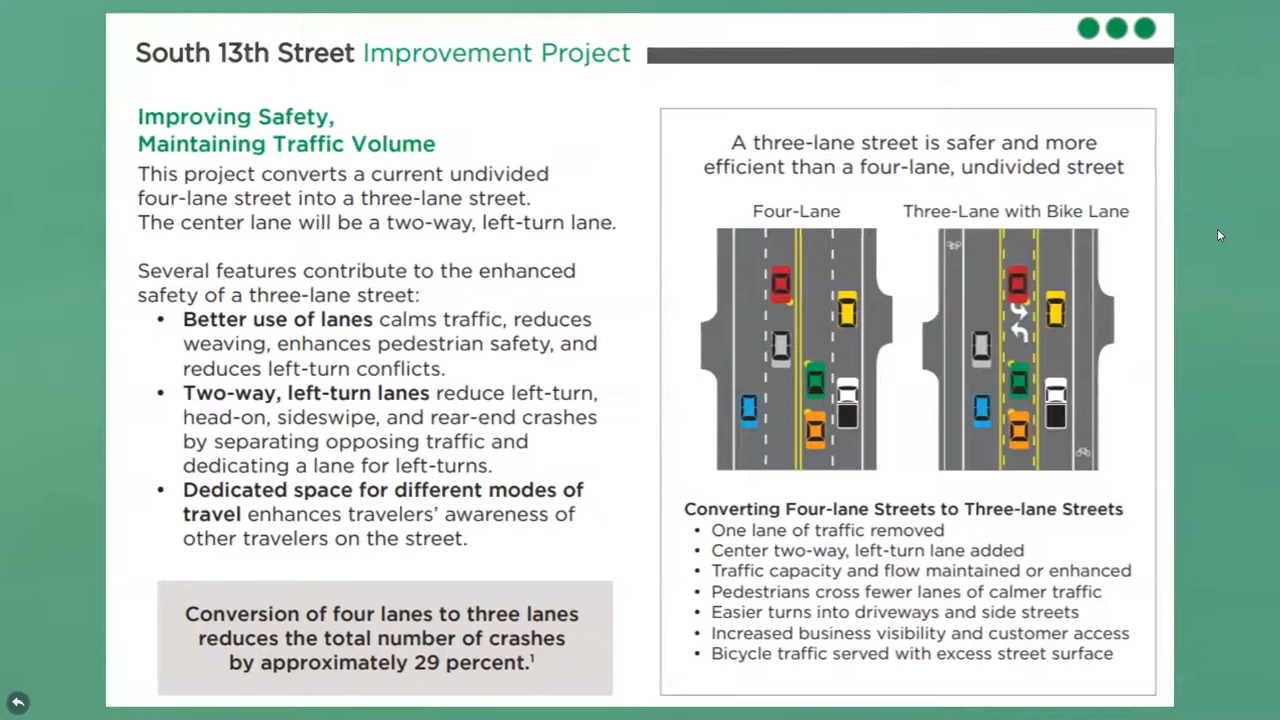 South 13th Street Improvement Project
Improving Safety,
Maintaining Traffic Volume
This project converts a current undivided
four-lane street into a three-lane street.
The center lane will be a two-way, left-turn lane.
Several features contribute to the enhanced
safety of a three-lane street:
• Better use of lanes calms traffic, reduces
weaving, enhances pedestrian safety, and
reduces left-turn conflicts.
• Two-way, left-turn lanes reduce left-turn,
head-on, sideswipe, and rear-end crashes
by separating opposing traffic and
dedicating a lane for left-turns.
• Dedicated space for different modes of
travel enhances travelers’ awareness of
other travelers on the street.
Conversion of four lanes to three lanes
reduces the total number of crashes
by approximately 29 percent.¹
A three-lane street is safer and more
efficient than a four-lane, undivided street
Four-Lane
Three-Lane with Bike Lane
Converting Four-lane Streets to Three-lane Streets
• One lane of traffic removed
• Center two-way, left-turn lane added
• Traffic capacity and flow maintained or enhanced
• Pedestrians cross fewer lanes of calmer traffic
• Easier turns into driveways and side streets
• Increased business visibility and customer access
• Bicycle traffic served with excess street surface